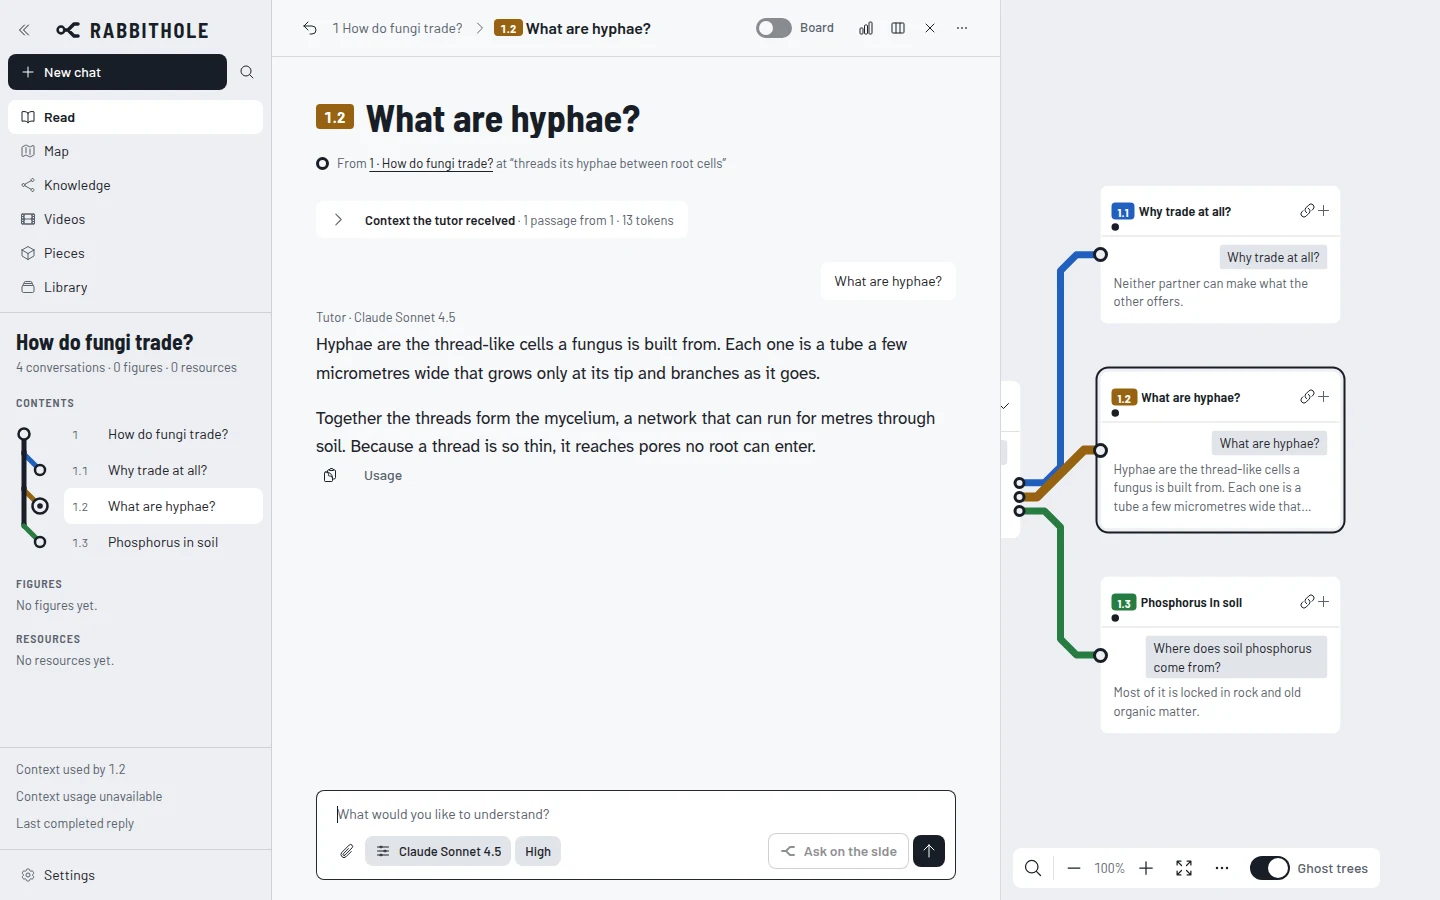 RABBITHOLE
New chat
Read
Map
Knowledge
Videos
Pieces
Library
How do fungi trade?
4 conversations · 0 figures · 0 resources
CONTENTS
1 How do fungi trade?
1.1 Why trade at all?
1.2 What are hyphae?
1.3 Phosphorus in soil
FIGURES
No figures yet.
RESOURCES
No resources yet.
Context used by 1.2
Context usage unavailable
Last completed reply
Settings
1 How do fungi trade? 1.2 What are hyphae?
Board
1.2 What are hyphae?
From 1 · How do fungi trade? at “threads its hyphae between root cells”
Context the tutor received · 1 passage from 1 · 13 tokens
What are hyphae?
Tutor · Claude Sonnet 4.5
Hyphae are the thread-like cells a fungus is built from. Each one is a tube a few
micrometres wide that grows only at its tip and branches as it goes.
Together the threads form the mycelium, a network that can run for metres through
soil. Because a thread is so thin, it reaches pores no root can enter.
Usage
What would you like to understand?
Claude Sonnet 4.5
High
Ask on the side
1.1 Why trade at all?
Why trade at all?
Neither partner can make what the
other offers.
1.2 What are hyphae?
What are hyphae?
Hyphae are the thread-like cells a
fungus is built from. Each one is a
tube a few micrometres wide that...
1.3 Phosphorus in soil
Where does soil phosphorus
come from?
Most of it is locked in rock and old
organic matter.
100%
Ghost trees